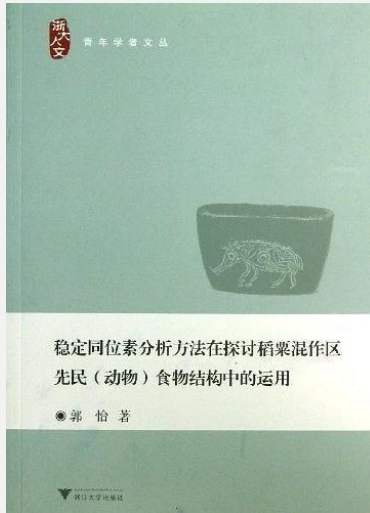 浙大人文
青年学者文丛
稳定同位素分析方法在探讨稻粟混作区
先民（动物）食物结构中的运用
◉郭 怡 著
浙江大学出版社